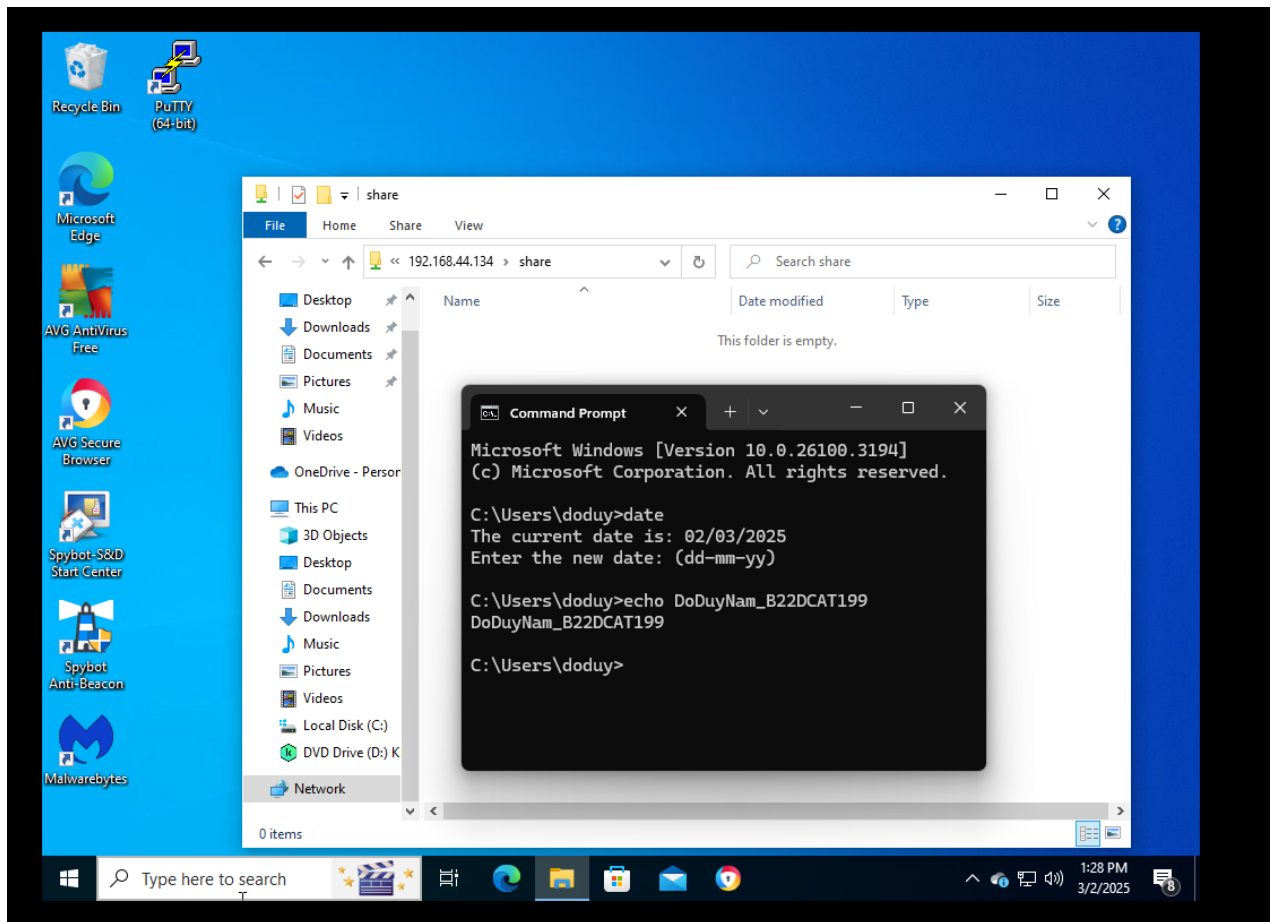 Recycle Bin
PuTTY
(64-bit)
Microsoft
Edge
AVG AntiVirus
Free
AVG Secure
Browser
Spybot-S&D
Start Center
Spybot
Anti-Beacon
Malwarebytes
share
File Home Share View
« 192.168.44.134 › share
Search share
Desktop
Downloads
Documents
Pictures
Music
Videos
OneDrive - Person
This PC
3D Objects
Desktop
Documents
Downloads
Music
Pictures
Videos
Local Disk (C:)
DVD Drive (D:) K
Network
Name Date modified Type Size
This folder is empty.
0 items
Command Prompt
Microsoft Windows [Version 10.0.26100.3194]
(c) Microsoft Corporation. All rights reserved.
C:\Users\doduy>date
The current date is: 02/03/2025
Enter the new date: (dd-mm-yy)
C:\Users\doduy>echo DoDuyNam_B22DCAT199
DoDuyNam_B22DCAT199
C:\Users\doduy>
Type here to search
1:28 PM
3/2/2025
8